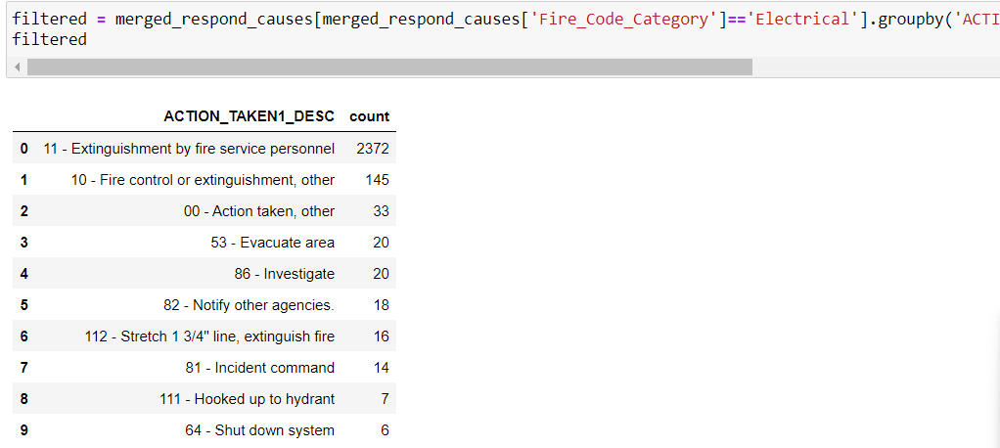 filtered = merged_respond_causes[merged_respond_causes['Fire_Code_Category']=='Electrical'].groupby('ACTI
filtered
ACTION_TAKEN1_DESC count
0 11 - Extinguishment by fire service personnel 2372
1 10 - Fire control or extinguishment, other 145
2 00 - Action taken, other 33
3 53 - Evacuate area 20
4 86 - Investigate 20
5 82 - Notify other agencies. 18
6 112 - Stretch 1 3/4" line, extinguish fire 16
7 81 - Incident command 14
8 111 - Hooked up to hydrant 7
9 64 - Shut down system 6